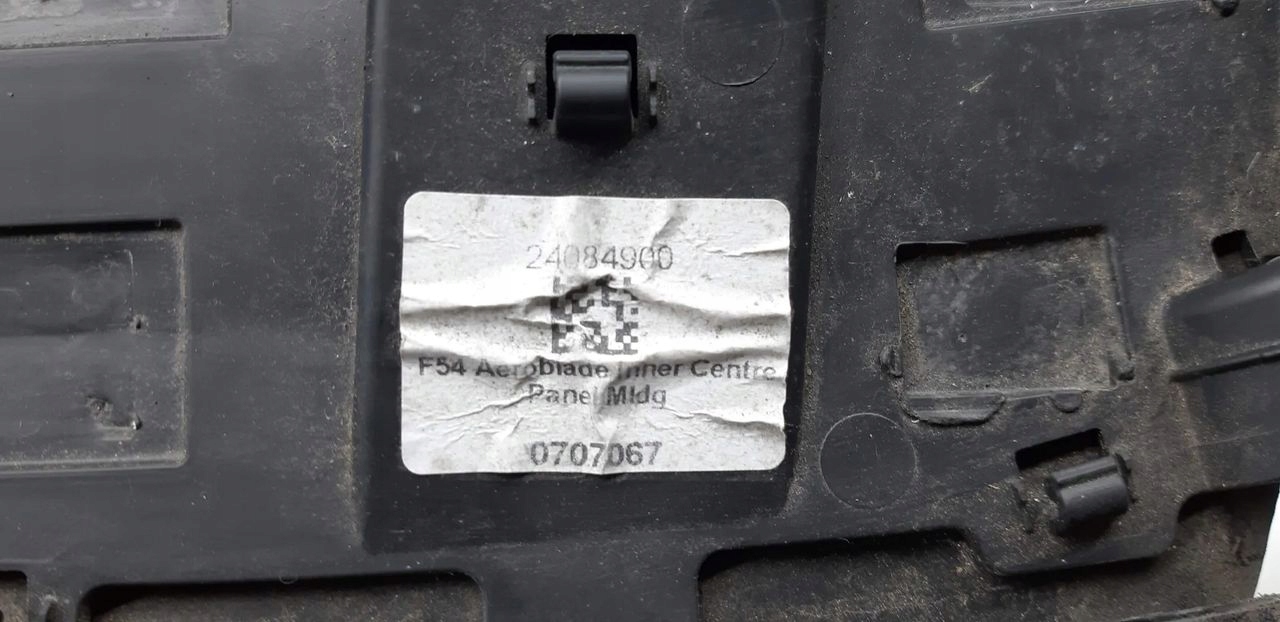 24084900
F54 Aeroblade Inner Centre
Panel Mldg
0707067